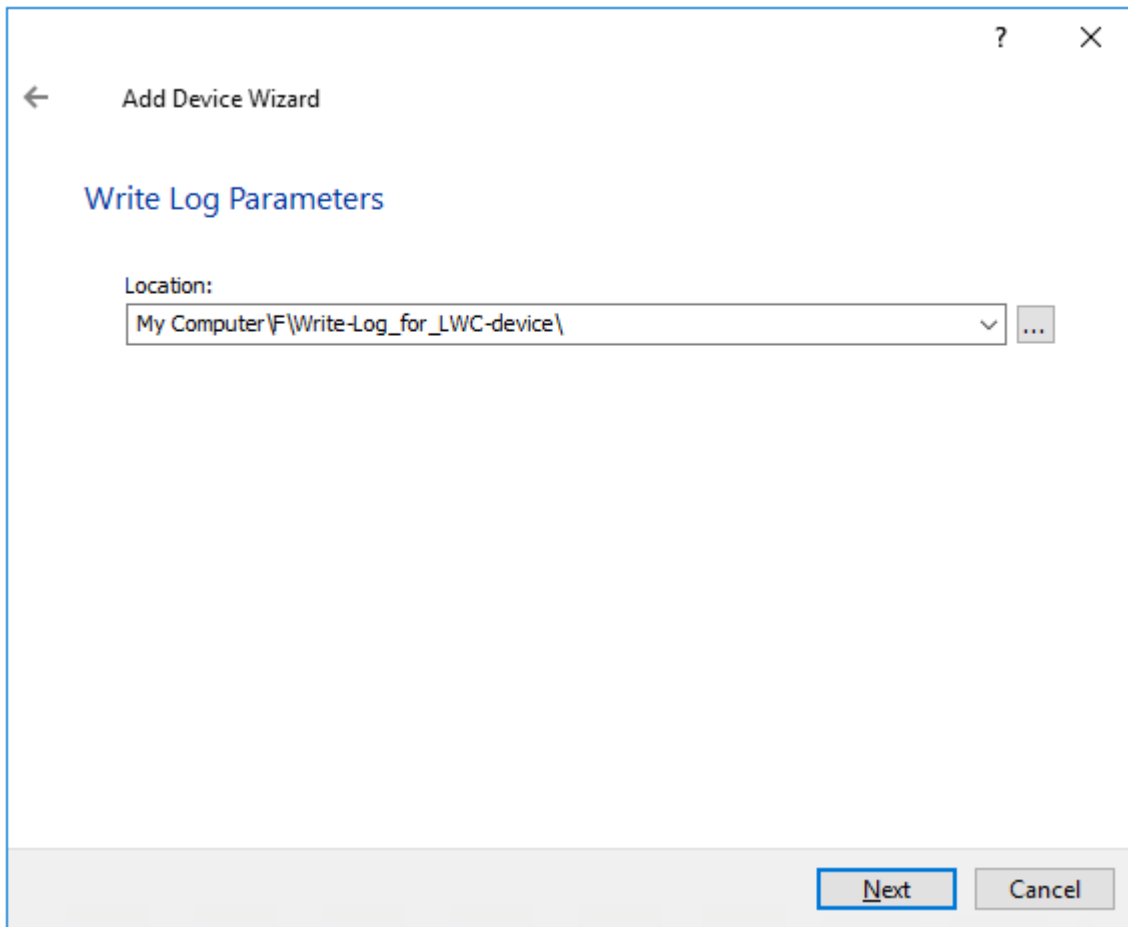 ?
Add Device Wizard
Write Log Parameters
Location:
My Computer\F\Write-Log_for_LWC-device\
...
Next
Cancel